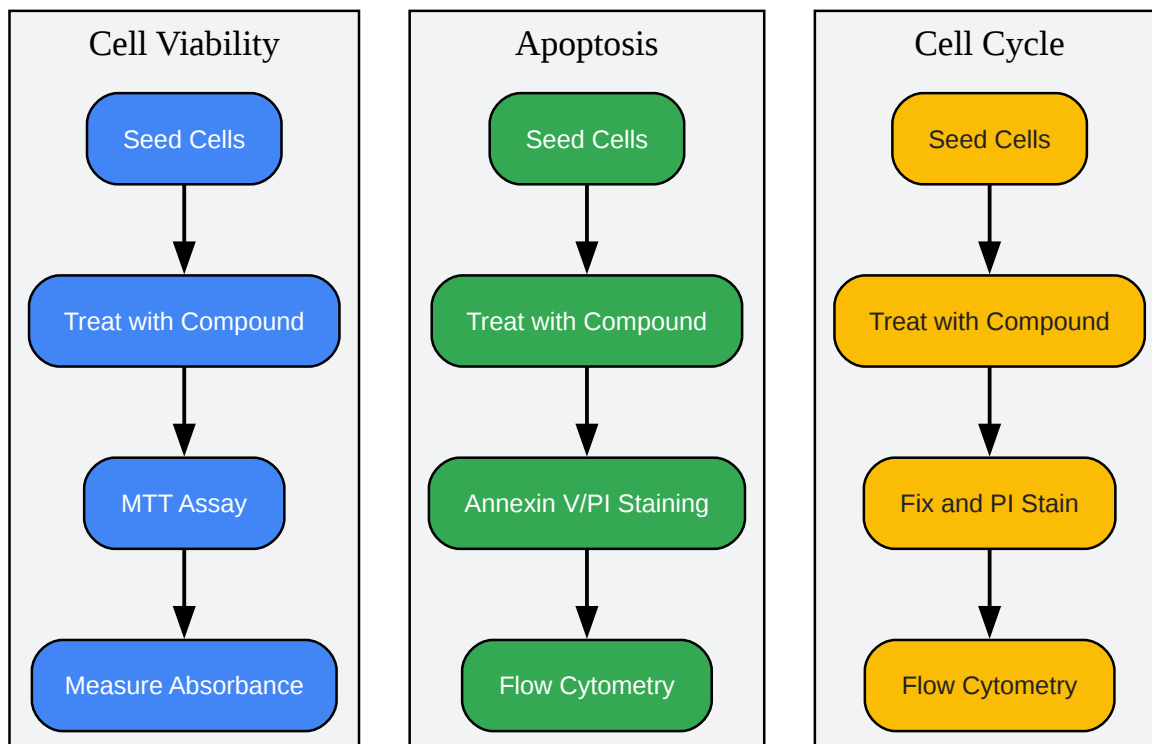 Cell Viability
Seed Cells
Treat with Compound
MTT Assay
Measure Absorbance
Apoptosis
Seed Cells
Treat with Compound
Annexin V/PI Staining
Flow Cytometry
Cell Cycle
Seed Cells
Treat with Compound
Fix and PI Stain
Flow Cytometry